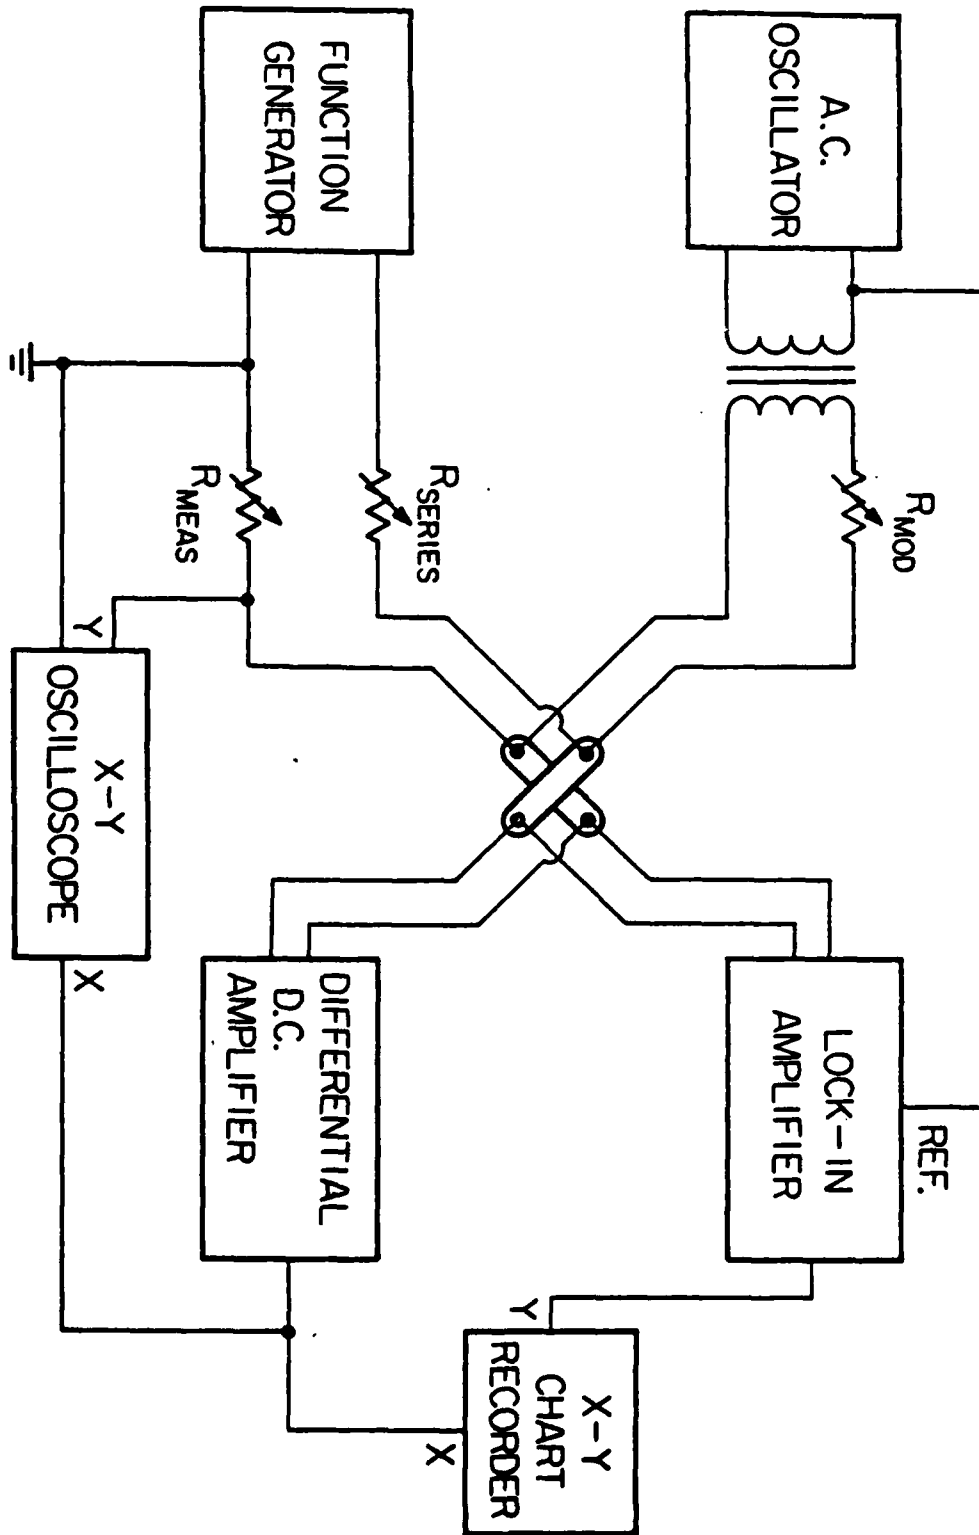 A.C.
OSCILLATOR
R MOD
LOCK-IN
AMPLIFIER
REF.
FUNCTION
GENERATOR
R SERIES
R MEAS
DIFFERENTIAL
D.C.
AMPLIFIER
Y
X-Y
CHART
RECORDER
X
Y
X-Y
OSCILLOSCOPE
X